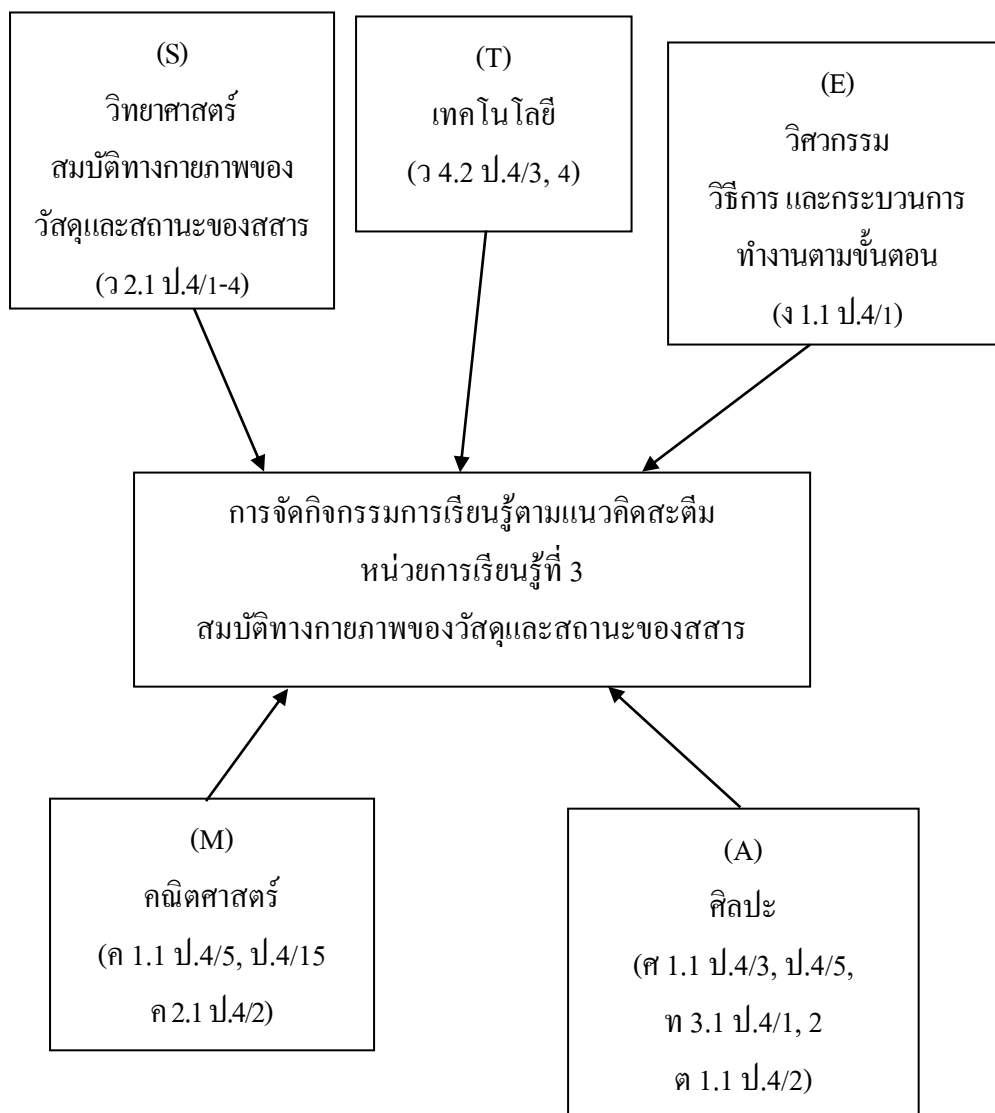 (S)
วิทยาศาสตร์
สมบัติทางกายภาพของ
วัสดุและสถานะของสสาร
(ว 2.1 ป.4/1-4)
(T)
เทคโนโลยี
(ว 4.2 ป.4/3, 4)
(E)
วิศวกรรม
วิธีการ และกระบวนการ
ทำงานตามขั้นตอน
(ง 1.1 ป.4/1)
การจัดกิจกรรมการเรียนรู้ตามแนวคิดสะตีม
หน่วยการเรียนรู้ที่ 3
สมบัติทางกายภาพของวัสดุและสถานะของสสาร
(M)
คณิตศาสตร์
(ค 1.1 ป.4/5, ป.4/15
ค 2.1 ป.4/2)
(A)
ศิลปะ
(ศ 1.1 ป.4/3, ป.4/5,
ท 3.1 ป.4/1, 2
ต 1.1 ป.4/2)